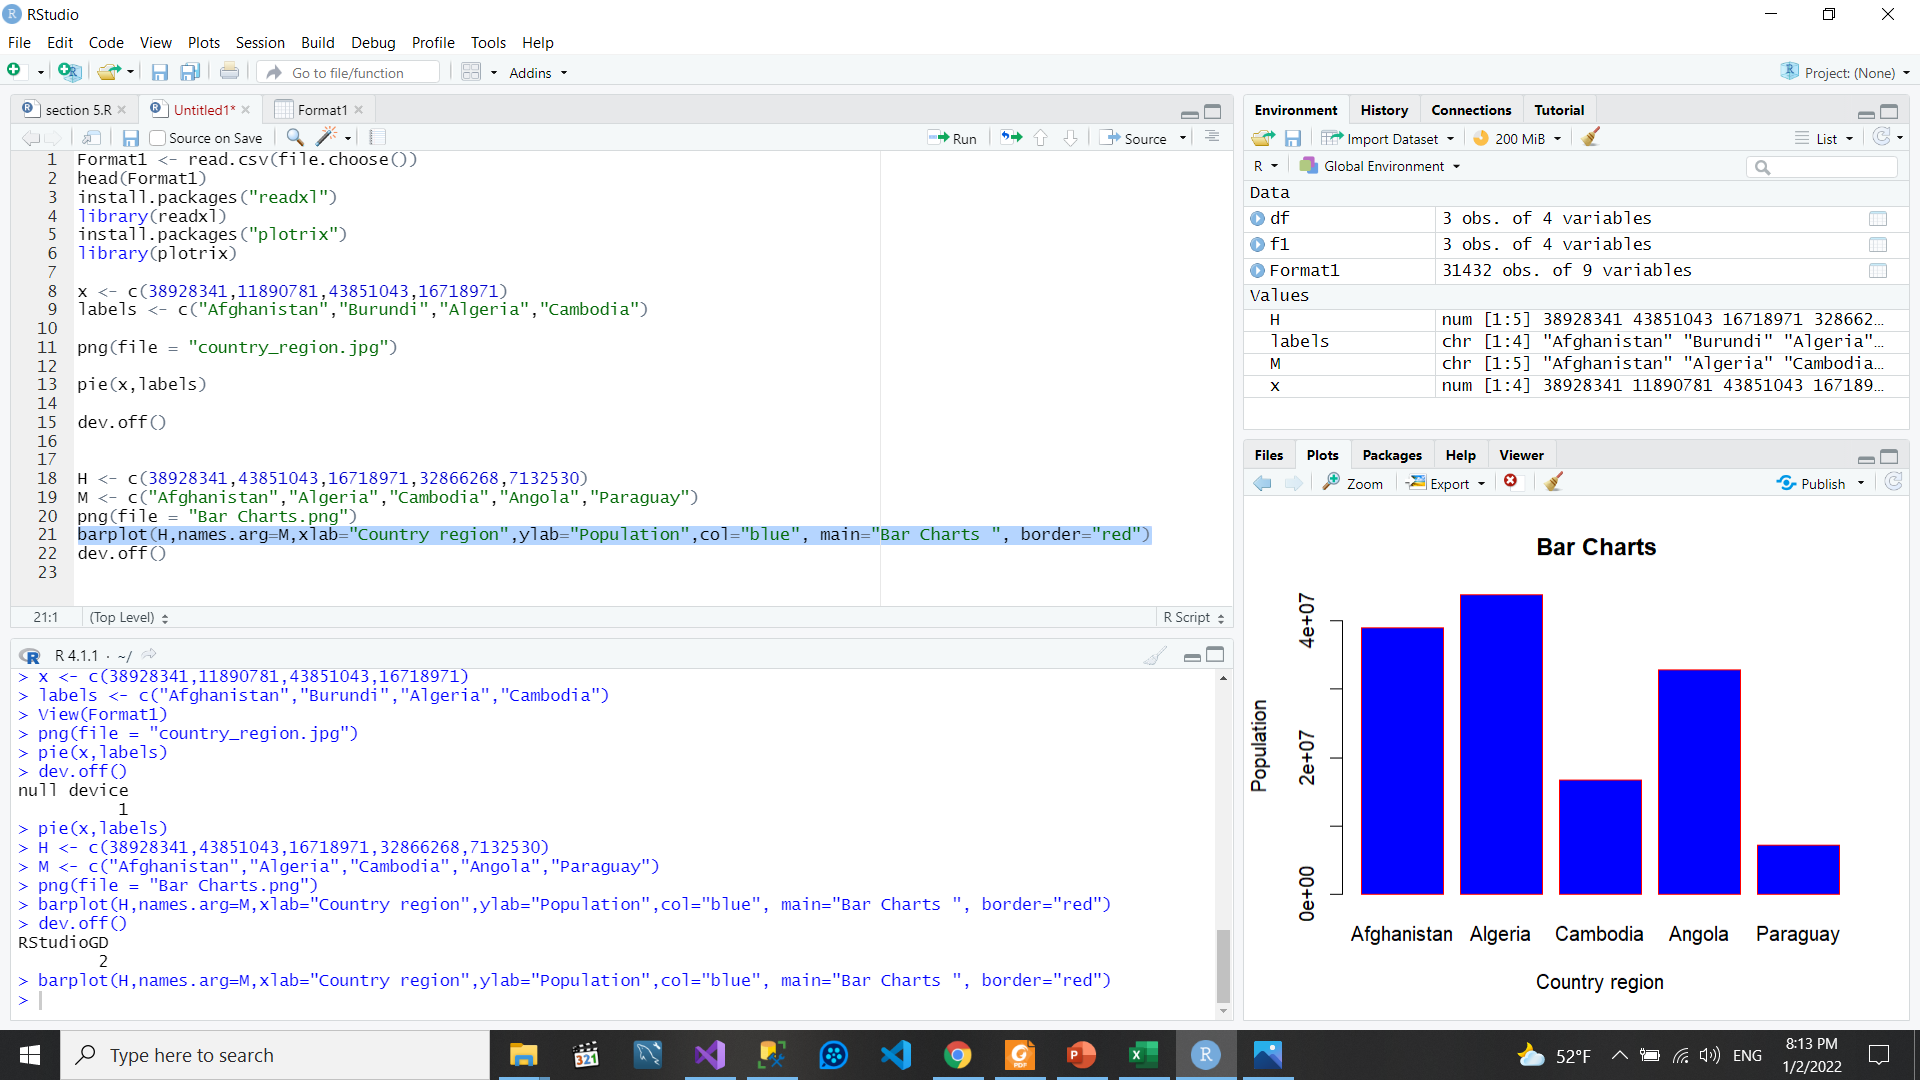 RStudio
File Edit Code View Plots Session Build Debug Profile Tools Help
Go to file/function Addins Project: (None)
section 5.R Untitled1* Format1
Source on Save Run Source
1 Format1 <- read.csv(file.choose())
2 head(Format1)
3 install.packages("readxl")
4 library(readxl)
5 install.packages("plotrix")
6 library(plotrix)
7
8 x <- c(38928341,11890781,43851043,16718971)
9 labels <- c("Afghanistan","Burundi","Algeria","Cambodia")
10
11 png(file = "country_region.jpg")
12
13 pie(x,labels)
14
15 dev.off()
16
17
18 H <- c(38928341,43851043,16718971,32866268,7132530)
19 M <- c("Afghanistan","Algeria","Cambodia","Angola","Paraguay")
20 png(file = "Bar Charts.png")
21 barplot(H,names.arg=M,xlab="Country region",ylab="Population",col="blue", main="Bar Charts ", border="red")
22 dev.off()
23
21:1 (Top Level) R Script
R 4.1.1 · ~/
> x <- c(38928341,11890781,43851043,16718971)
> labels <- c("Afghanistan","Burundi","Algeria","Cambodia")
> View(Format1)
> png(file = "country_region.jpg")
> pie(x,labels)
> dev.off()
null device
1
> pie(x,labels)
> H <- c(38928341,43851043,16718971,32866268,7132530)
> M <- c("Afghanistan","Algeria","Cambodia","Angola","Paraguay")
> png(file = "Bar Charts.png")
> barplot(H,names.arg=M,xlab="Country region",ylab="Population",col="blue", main="Bar Charts ", border="red")
> dev.off()
RStudioGD
2
> barplot(H,names.arg=M,xlab="Country region",ylab="Population",col="blue", main="Bar Charts ", border="red")
>
Environment History Connections Tutorial
Import Dataset 200 MiB List
R Global Environment
Data
df 3 obs. of 4 variables
f1 3 obs. of 4 variables
Format1 31432 obs. of 9 variables
Values
H num [1:5] 38928341 43851043 16718971 328662…
labels chr [1:4] "Afghanistan" "Burundi" "Algeria"…
M chr [1:5] "Afghanistan" "Algeria" "Cambodia…
x num [1:4] 38928341 11890781 43851043 167189…
Files Plots Packages Help Viewer
Zoom Export Publish
Bar Charts
Population
4e+07
2e+07
0e+00
Afghanistan Algeria Cambodia Angola Paraguay
Country region
Type here to search
321
PDF
52°F ENG
8:13 PM
1/2/2022